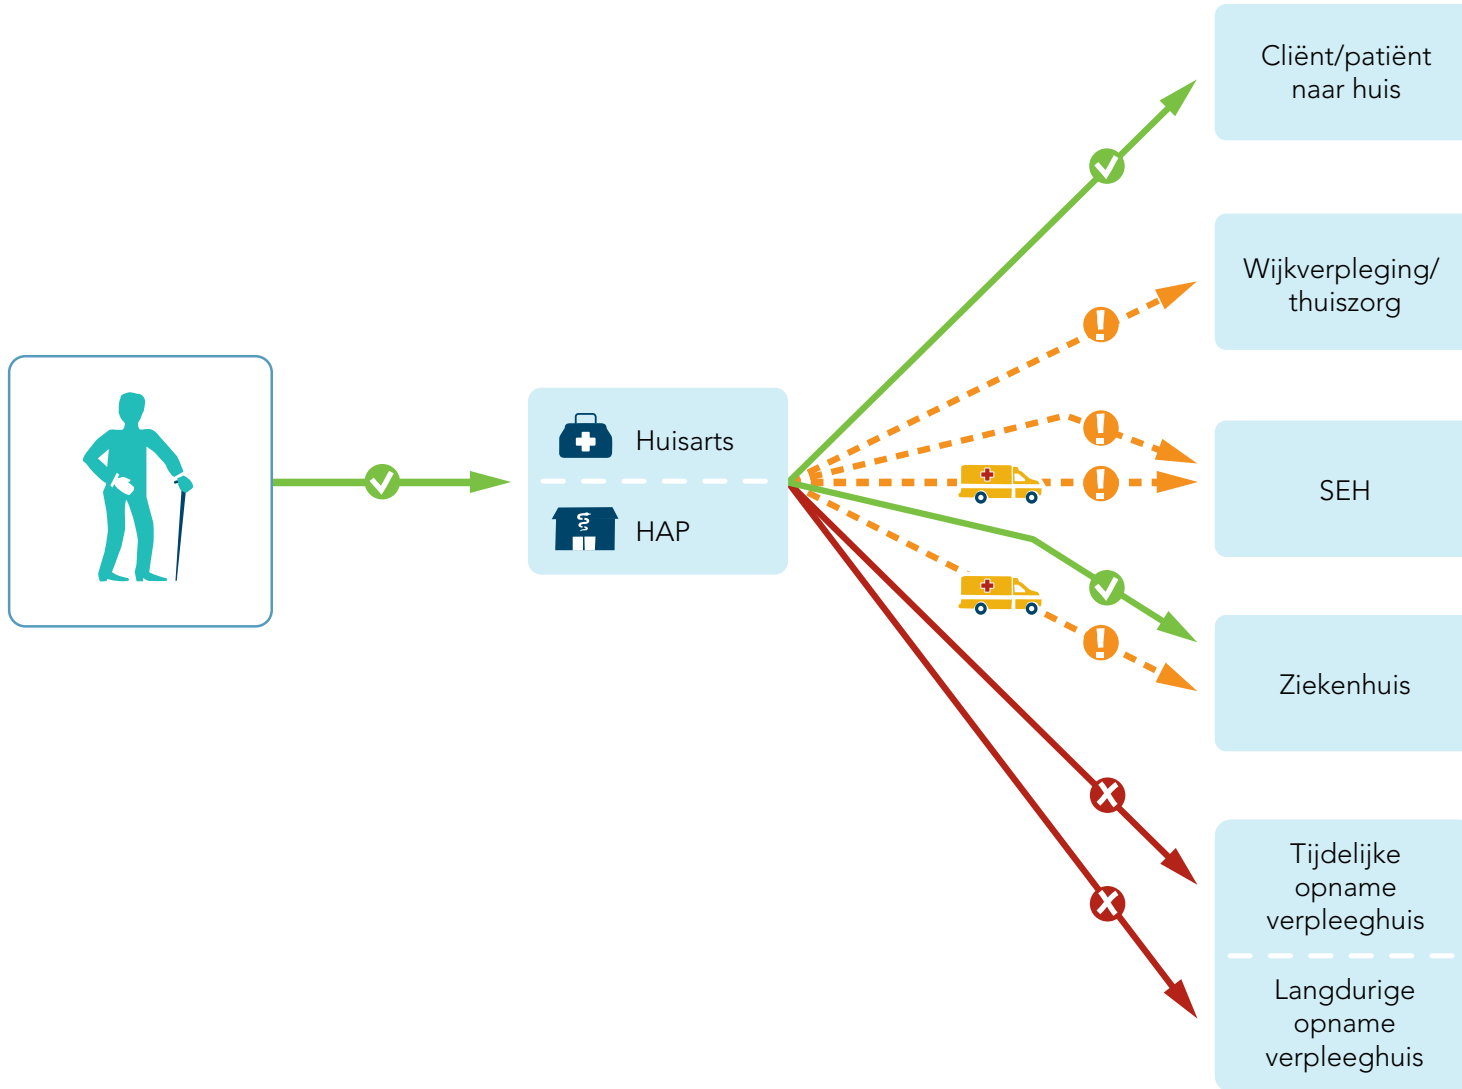 Cliënt/patiënt
naar huis
Wijkverpleging/
thuiszorg
Huisarts
HAP
SEH
Ziekenhuis
Tijdelijke
opname
verpleeghuis
Langdurige
opname
verpleeghuis